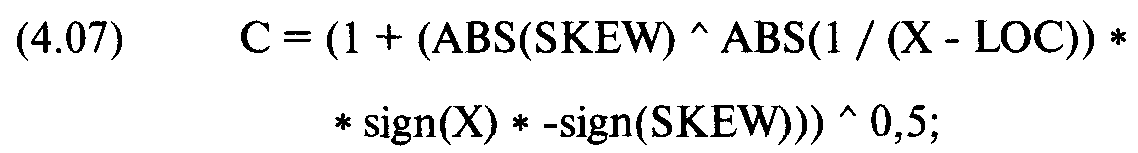 (4.07) C = (1 + (ABS(SKEW) ^ ABS(1 / (X - LOC)) *
* sign(X) * -sign(SKEW))) ^ 0,5;